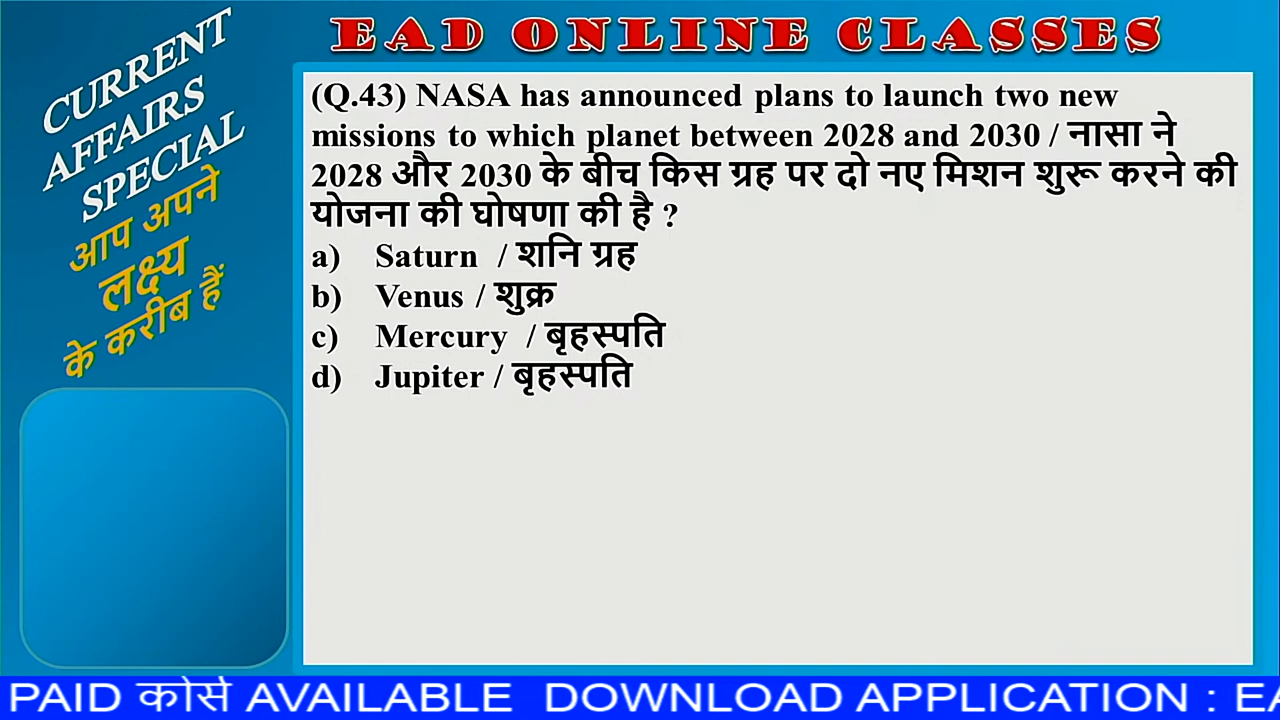 CURRENT
AFFAIRS
SPECIAL
आप अपने
लक्ष्य
के करीब हैं
EAD ONLINE CLASSES
(Q.43) NASA has announced plans to launch two new
missions to which planet between 2028 and 2030 / नासा ने
2028 और 2030 के बीच किस ग्रह पर दो नए मिशन शुरू करने की
योजना की घोषणा की है ?
a) Saturn / शनि ग्रह
b) Venus / शुक्र
c) Mercury / बृहस्पति
d) Jupiter / बृहस्पति
PAID कोर्स AVAILABLE DOWNLOAD APPLICATION : EA